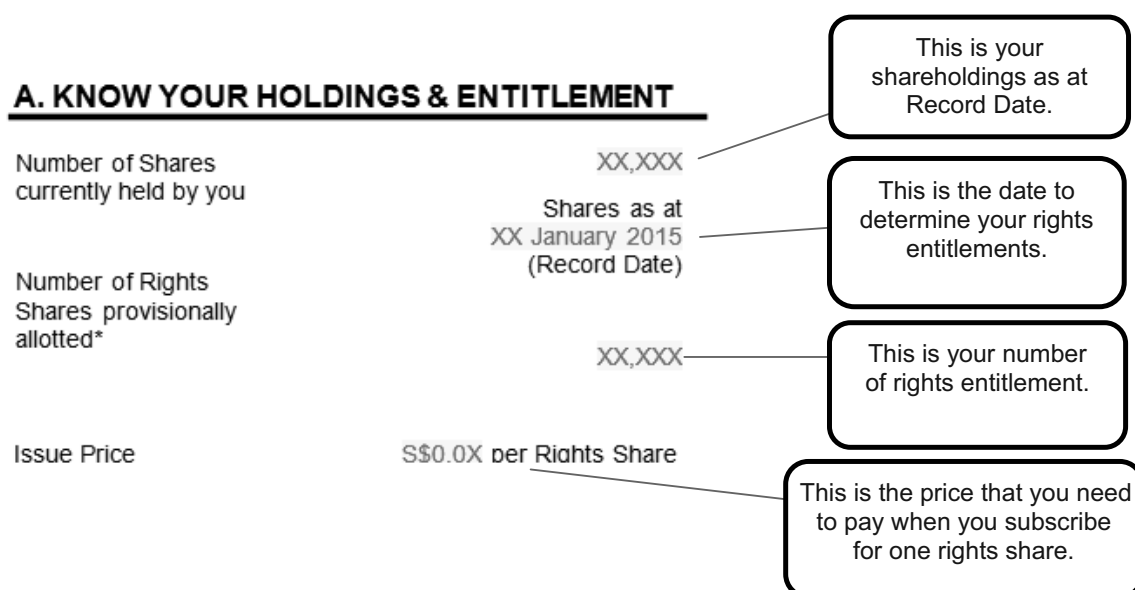 A. KNOW YOUR HOLDINGS & ENTITLEMENT
This is your
shareholdings as at
Record Date.
Number of Shares
currently held by you
XX,XXX
Shares as at
XX January 2015
(Record Date)
This is the date to
determine your rights
entitlements.
Number of Rights
Shares provisionally
allotted*
XX,XXX
This is your number
of rights entitlement.
Issue Price
S$0.0X per Rights Share
This is the price that you need
to pay when you subscribe
for one rights share.